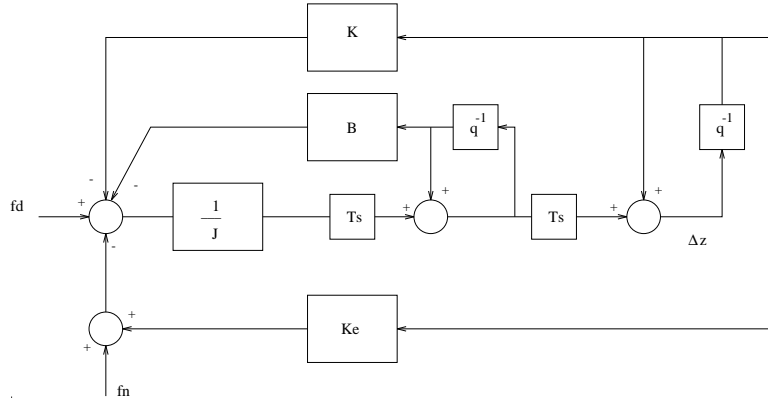 K
-1
q
-1
q
B
-
-
+
+
+
fd
+
1
J
Ts
+
Ts
+
Δz
-
+
Ke
+
fn